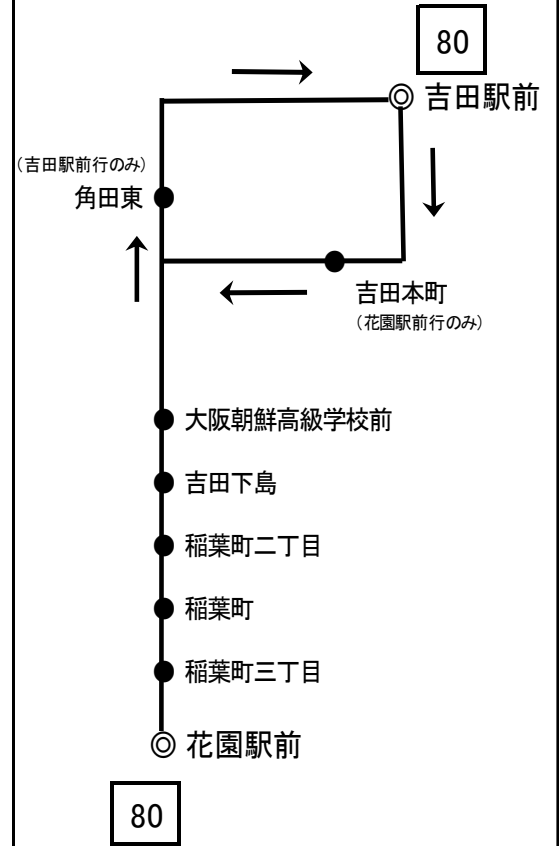 80
吉田駅前
（吉田駅前行のみ）
角田東
吉田本町
（花園駅前行のみ）
大阪朝鮮高級学校前
吉田下島
稲葉町二丁目
稲葉町
稲葉町三丁目
花園駅前
80